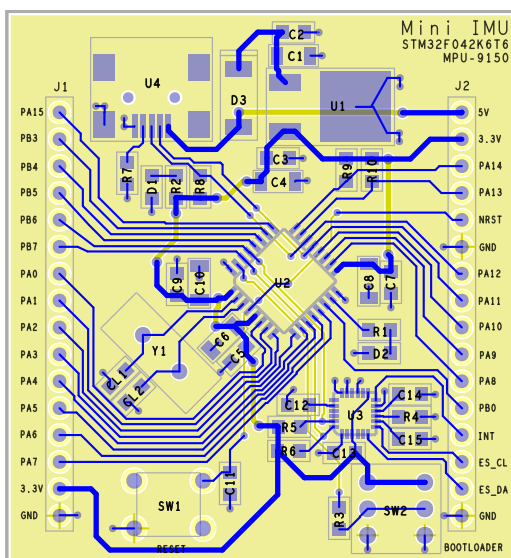 Mini IMU
STM32F042K6T6
MPU-9150
C2
C1
J1
J2
U4
D3
U1
PA15
5V
PB3
3.3V
PB4
C3
R9
R10
PA14
R7
D1
R2
R8
C4
PB5
PA13
PB6
NRST
PB7
GND
PA0
C9
C10
U2
C8
C7
PA12
PA1
PA11
PA2
C6
R1
PA10
PA3
Y1
C5
D2
PA9
PA4
CL1
CL2
PA8
C14
PA5
C12
U3
R4
PB0
PA6
R5
C15
INT
PA7
R6
C13
ES_CL
3.3V
C11
ES_DA
GND
SW1
R3
SW2
GND
RESET
BOOTLOADER